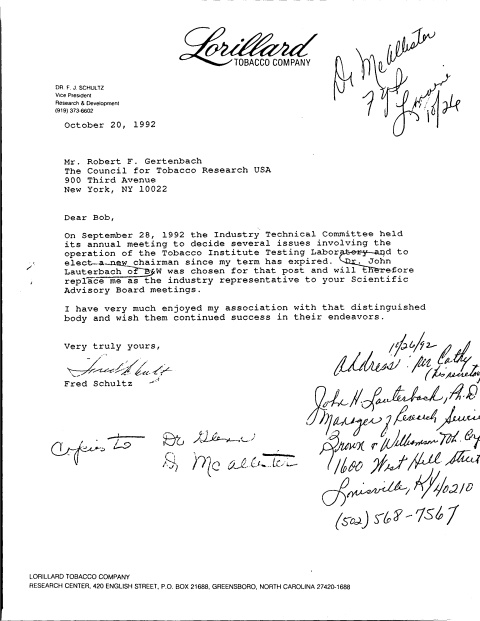 Lorillard
TOBACCO COMPANY
Dr McAllister
10/26
DR. F. J. SCHULTZ
Vice President
Research & Development
(919) 373-6602
October 20, 1992
Mr. Robert F. Gertenbach
The Council for Tobacco Research USA
900 Third Avenue
New York, NY 10022
Dear Bob,
On September 28, 1992 the Industry Technical Committee held
its annual meeting to decide several issues involving the
operation of the Tobacco Institute Testing Laboratory and to
elect a new chairman since my term has expired. Dr. John
Lauterbach of B&W was chosen for that post and will therefore
replace me as the industry representative to your Scientific
Advisory Board meetings.
I have very much enjoyed my association with that distinguished
body and wish them continued success in their endeavors.
Very truly yours,
Fred Schultz
Fred Schultz
10/26/92
Address per Cathy
(his secretary
John H. Lauterbach, Ph.D
Manager of Research Services
Brown & Williamson Tob. Corp
1600 West Hill Street
Louisville, KY 40210
(502) 568-7567
Copies to Dr Glenn
Dr McAllister
LORILLARD TOBACCO COMPANY
RESEARCH CENTER, 420 ENGLISH STREET, P.O. BOX 21688, GREENSBORO, NORTH CAROLINA 27420-1688